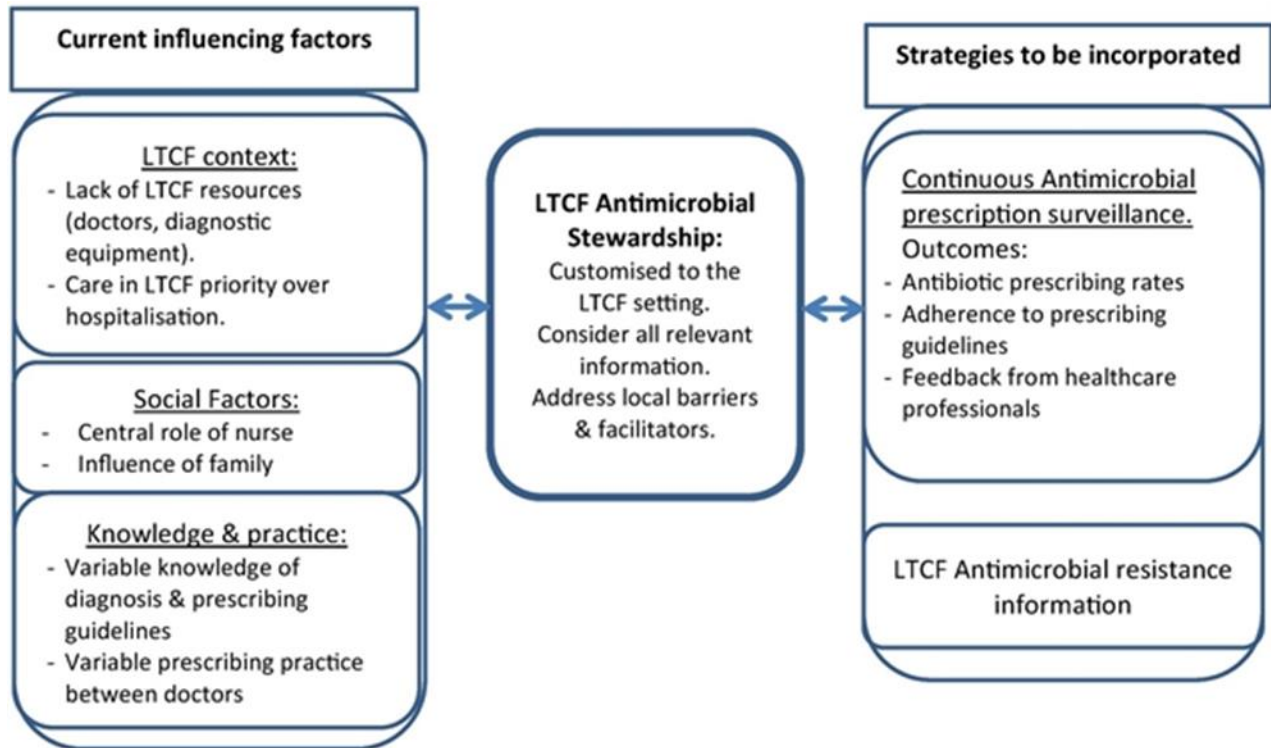 Current influencing factors
LTCF context:
- Lack of LTCF resources
(doctors, diagnostic
equipment).
- Care in LTCF priority over
hospitalisation.
Social Factors:
- Central role of nurse
- Influence of family
Knowledge & practice:
- Variable knowledge of
diagnosis & prescribing
guidelines
- Variable prescribing practice
between doctors
LTCF Antimicrobial
Stewardship:
Customised to the
LTCF setting.
Consider all relevant
information.
Address local barriers
& facilitators.
Strategies to be incorporated
Continuous Antimicrobial
prescription surveillance.
Outcomes:
- Antibiotic prescribing rates
- Adherence to prescribing
guidelines
- Feedback from healthcare
professionals
LTCF Antimicrobial resistance
information